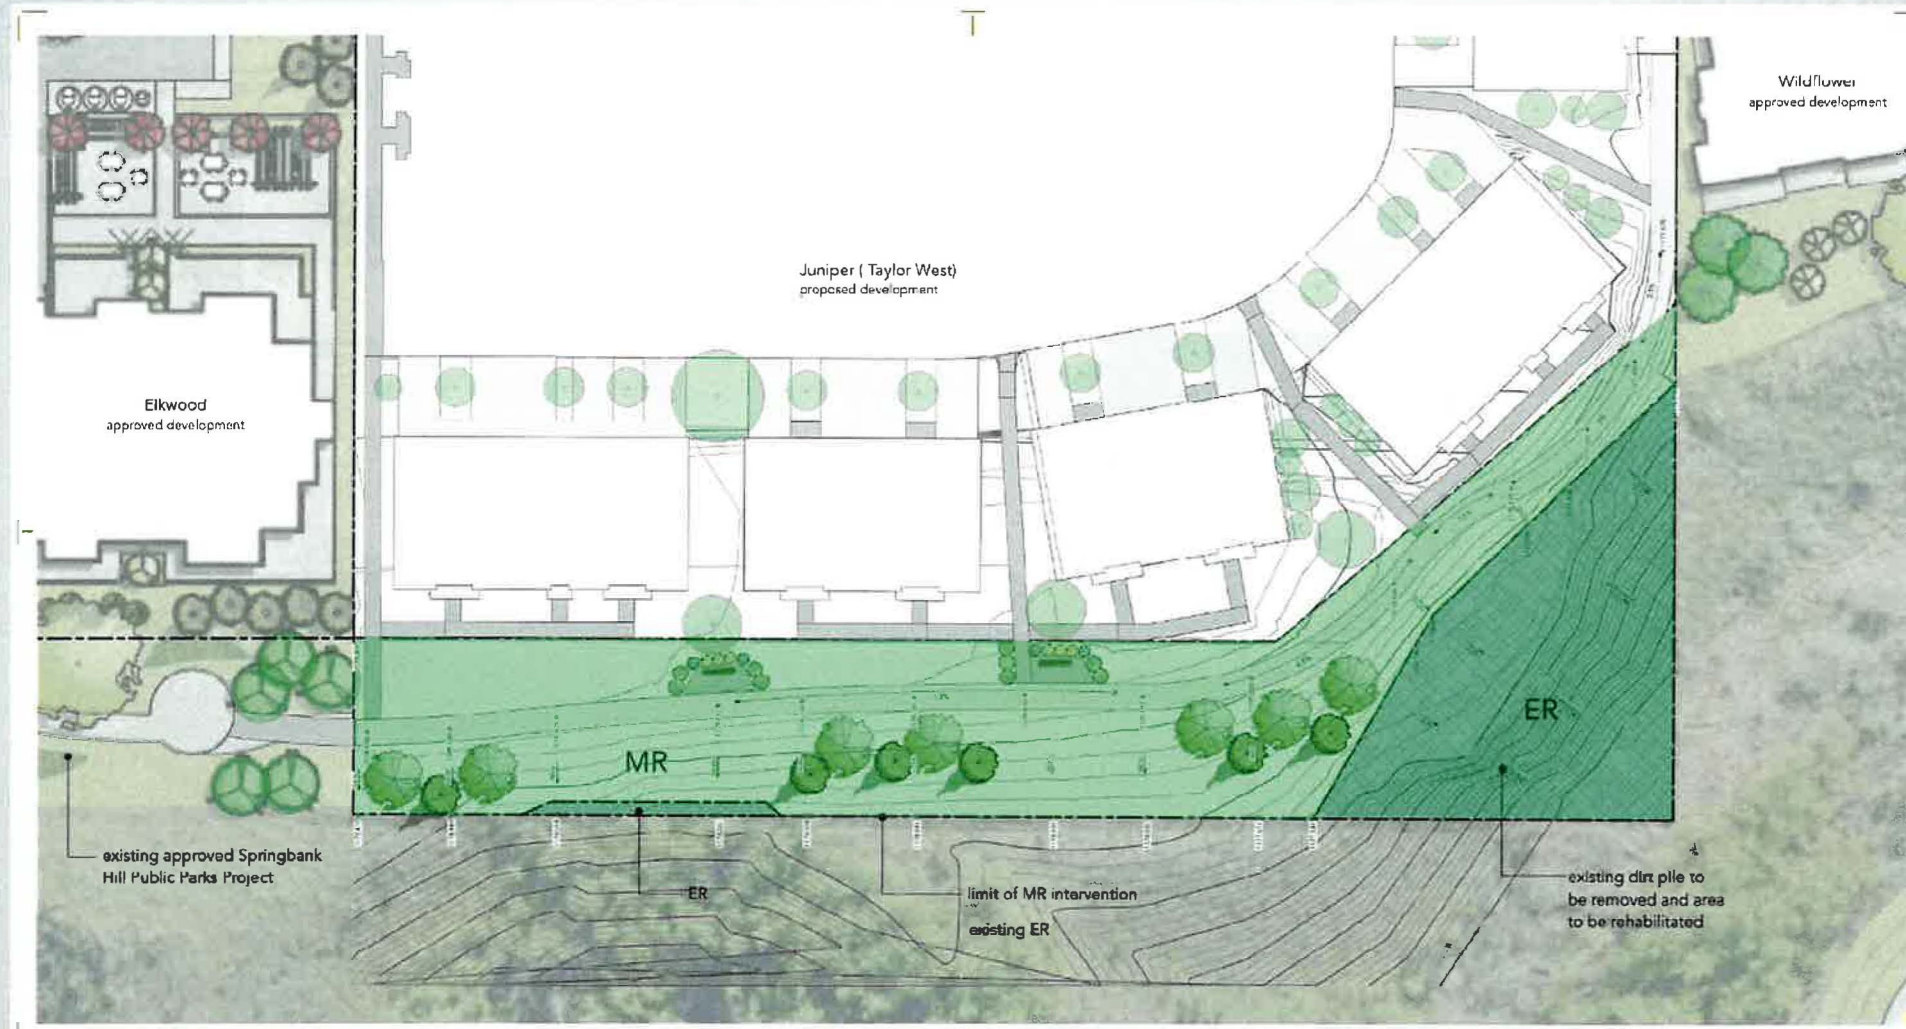 Wildflower
approved development
Juniper ( Taylor West)
proposed development
Elkwood
approved development
MR
ER
existing approved Springbank
Hill Public Parks Project
ER
limit of MR intervention
existing ER
existing dirt pile to
be removed and area
to be rehabilitated